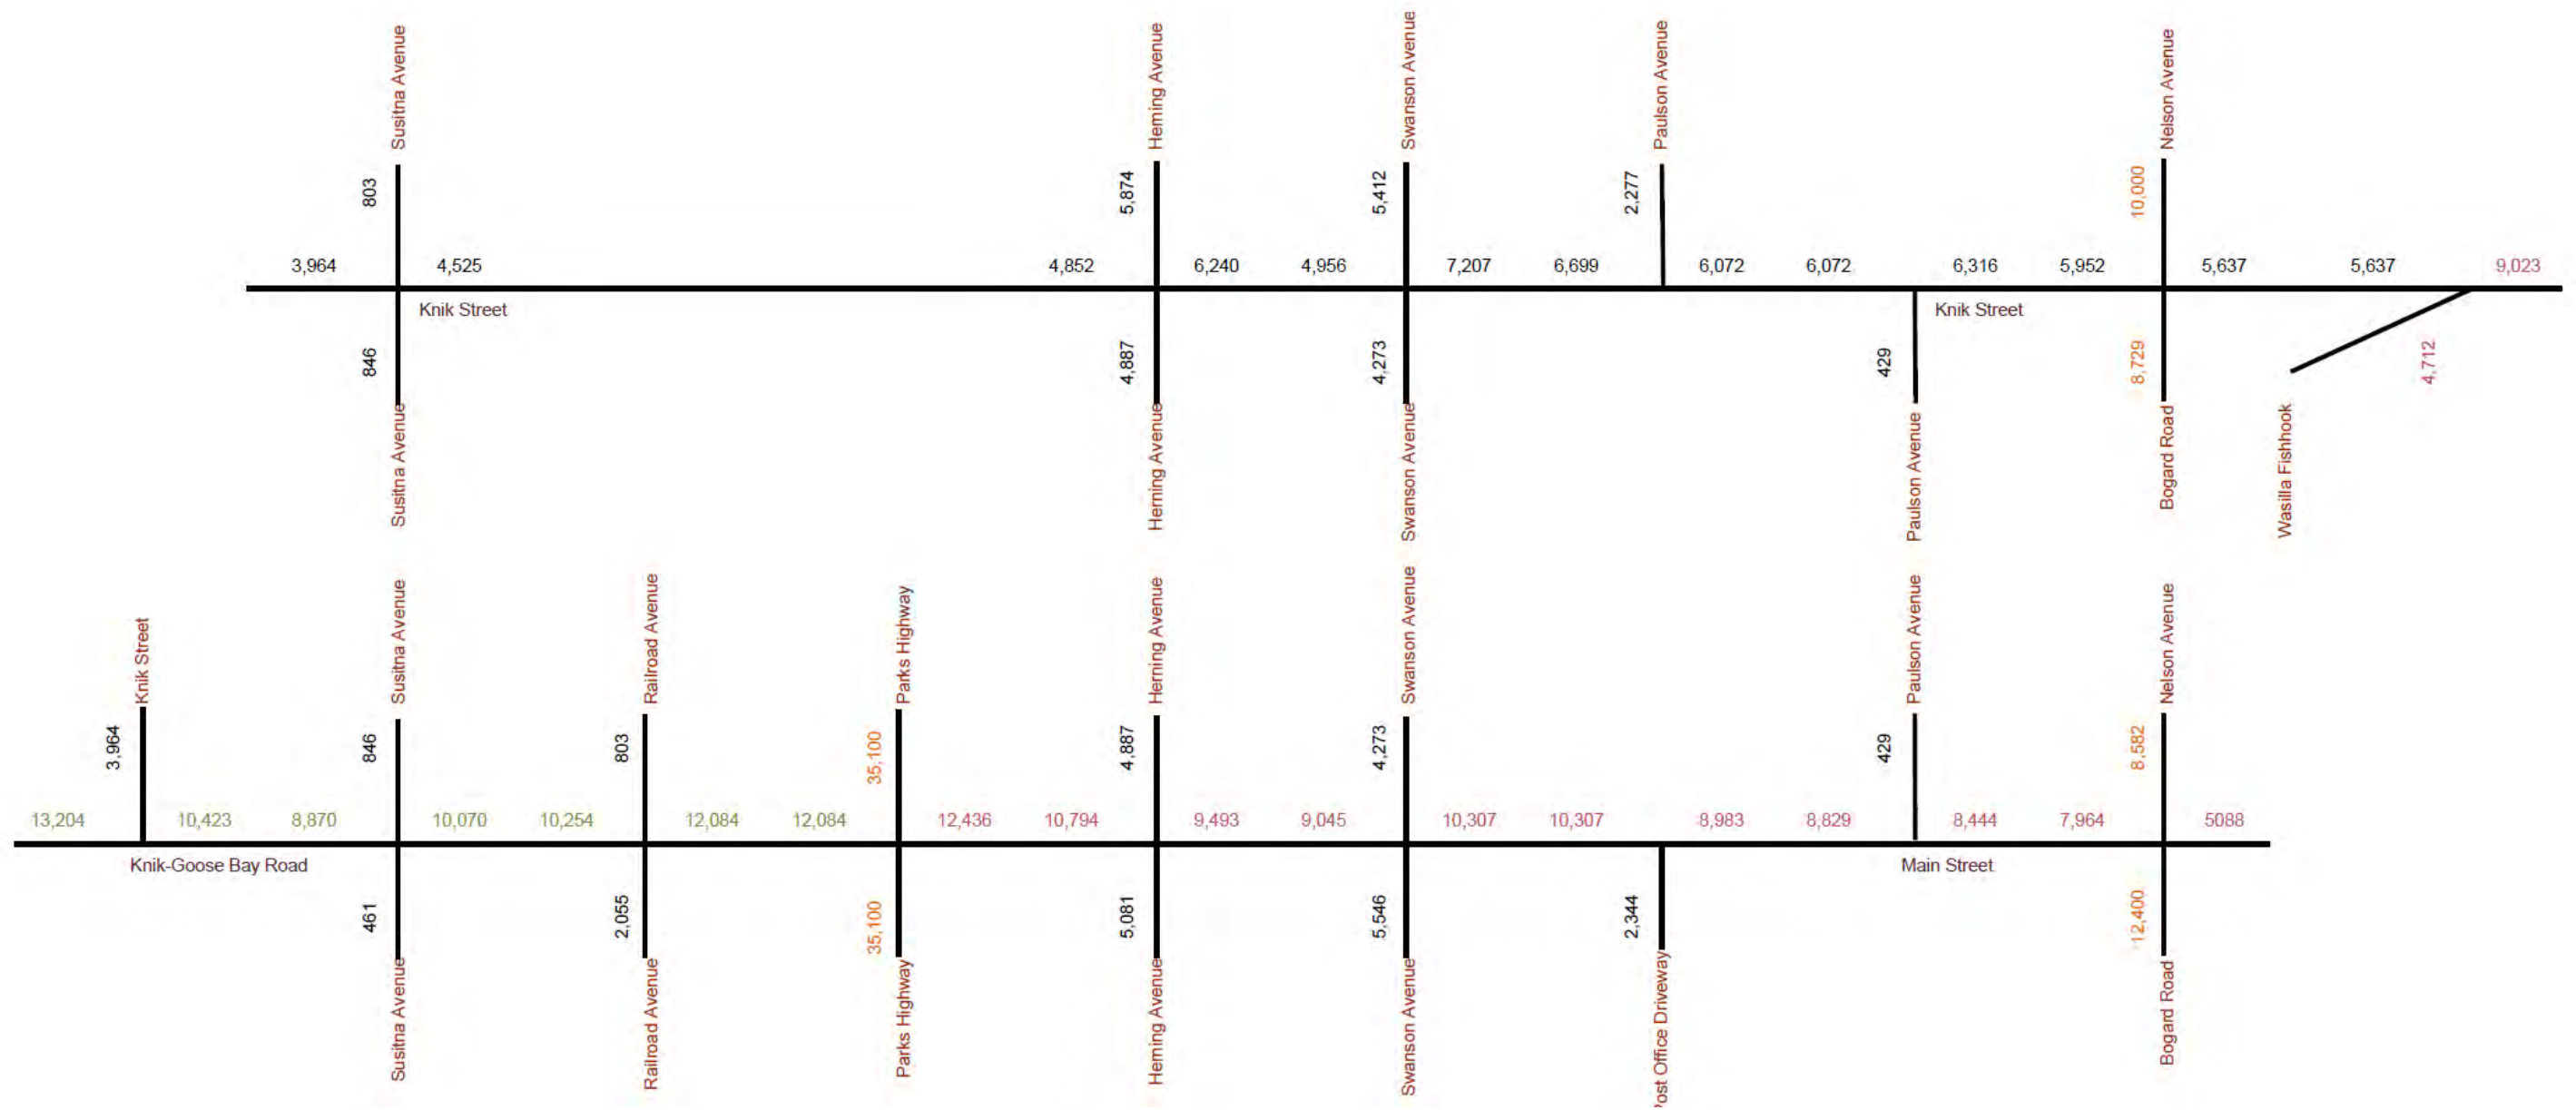 Susitna Avenue
Herning Avenue
Swanson Avenue
Paulson Avenue
Nelson Avenue
803
5,874
5,412
2,277
10,000
3,964
4,525
4,852
6,240
4,956
7,207
6,699
6,072
6,072
6,316
5,952
5,637
5,637
9,023
Knik Street
Knik Street
846
4,887
4,273
429
8,729
4,712
Susitna Avenue
Herning Avenue
Swanson Avenue
Paulson Avenue
Bogard Road
Wasilla Fishhook
Knik Street
Susitna Avenue
Railroad Avenue
Parks Highway
Herning Avenue
Swanson Avenue
Paulson Avenue
Nelson Avenue
3,964
846
803
35,100
4,887
4,273
429
8,582
13,204
10,423
8,870
10,070
10,254
12,084
12,084
12,436
10,794
9,493
9,045
10,307
10,307
8,983
8,829
8,444
7,964
5088
Knik-Goose Bay Road
Main Street
461
2,055
35,100
5,081
5,546
2,344
12,400
Susitna Avenue
Railroad Avenue
Parks Highway
Herning Avenue
Swanson Avenue
Post Office Driveway
Bogard Road